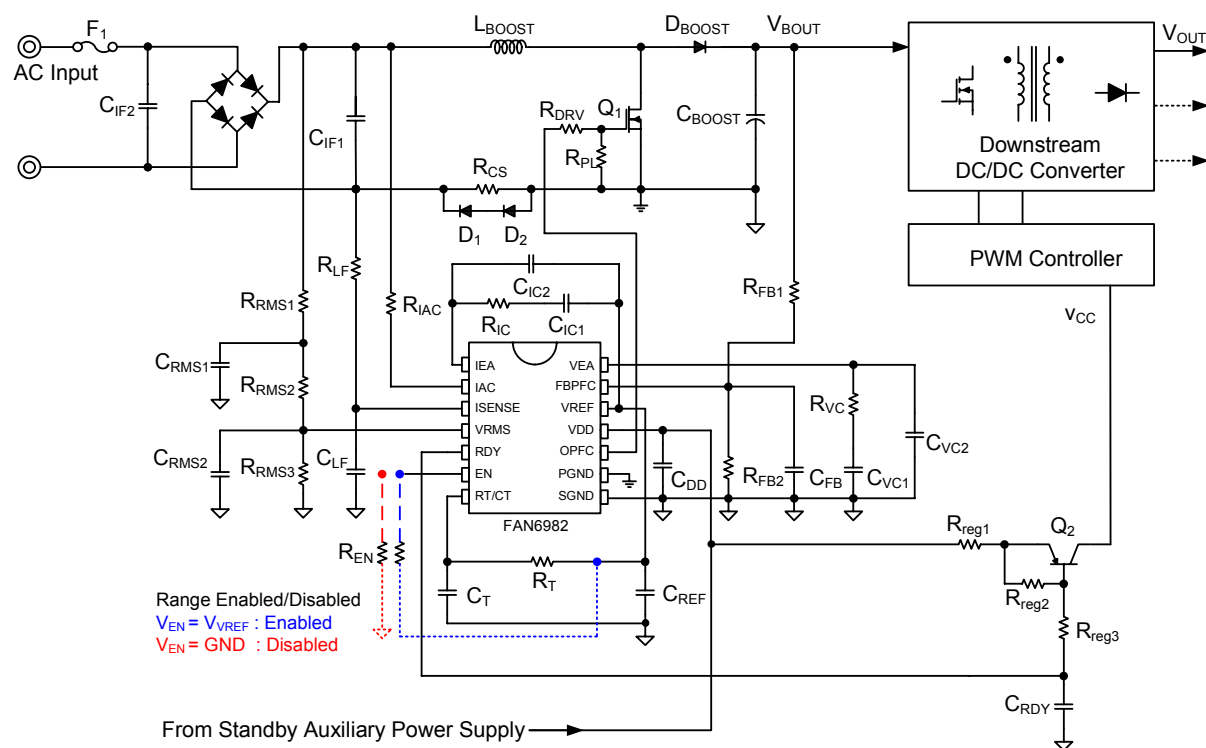 F1
LBOOST
DBOOST
VBOUT
VOUT
AC Input
CIF2
CIF1
RDRV
Q1
RPL
CBOOST
RCS
D1
D2
Downstream
DC/DC Converter
PWM Controller
RLF
RRMS1
RIAC
CIC2
RIC
CIC1
RFB1
vCC
CRMS1
RRMS2
CRMS2
RRMS3
CLF
IEA
IAC
ISENSE
VRMS
RDY
EN
RT/CT
VEA
FBPFC
VREF
VDD
OPFC
PGND
SGND
FAN6982
CDD
RFB2
CFB
RVC
CVC1
CVC2
REN
RT
CT
CREF
Rreg1
Q2
Rreg2
Rreg3
CRDY
Range Enabled/Disabled
VEN = VVREF : Enabled
VEN = GND : Disabled
From Standby Auxiliary Power Supply